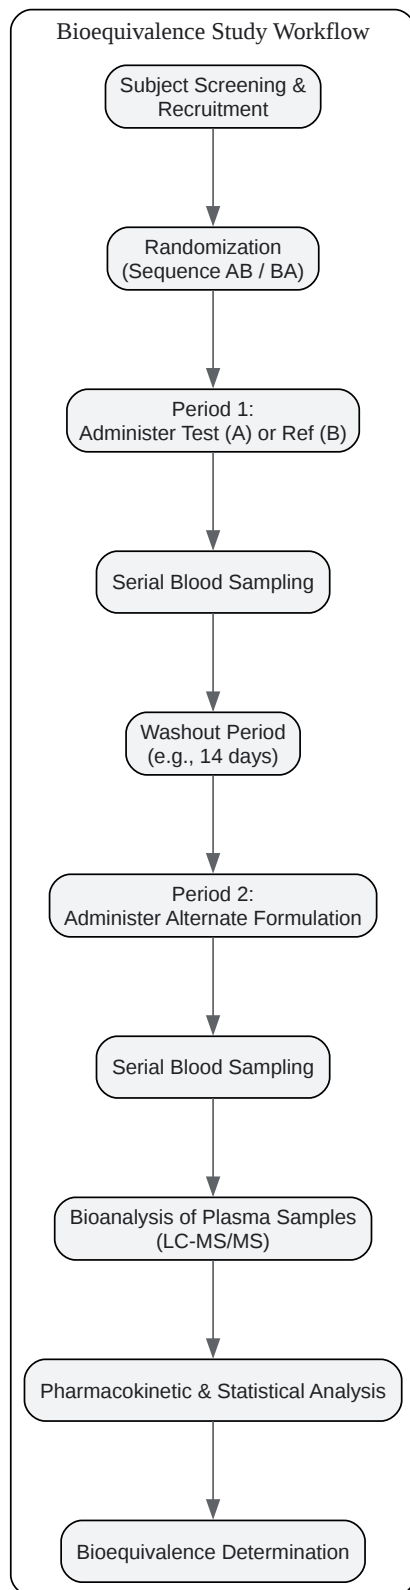 Bioequivalence Study Workflow
Subject Screening &
Recruitment
Randomization
(Sequence AB / BA)
Period 1:
Administer Test (A) or Ref (B)
Serial Blood Sampling
Washout Period
(e.g., 14 days)
Period 2:
Administer Alternate Formulation
Serial Blood Sampling
Bioanalysis of Plasma Samples
(LC-MS/MS)
Pharmacokinetic & Statistical Analysis
Bioequivalence Determination